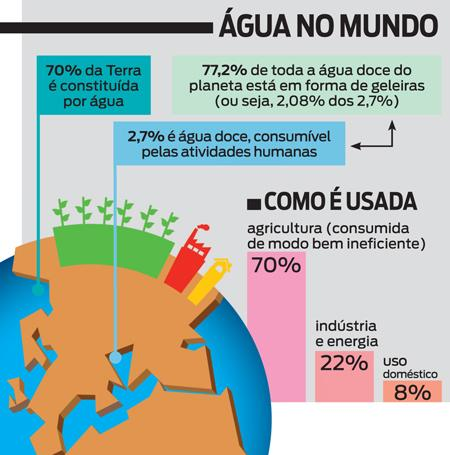 ÁGUA NO MUNDO
70% da Terra
é constituída
por água
77,2% de toda a água doce do
planeta está em forma de geleiras
(ou seja, 2,08% dos 2,7%)
2,7% é água doce, consumível
pelas atividades humanas
COMO É USADA
agricultura (consumida
de modo bem ineficiente)
70%
indústria
e energia
22%
USO
doméstico
8%